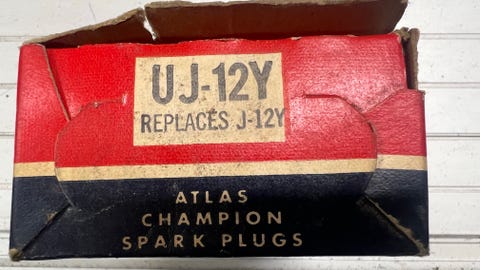 UJ-12Y
REPLACES J-12Y
ATLAS
CHAMPION
SPARK PLUGS